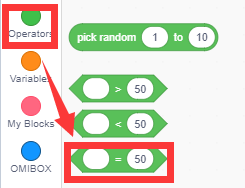 Operators
pick random 1 to 10
Variables
> 50
My Blocks
< 50
OMIBOX
= 50